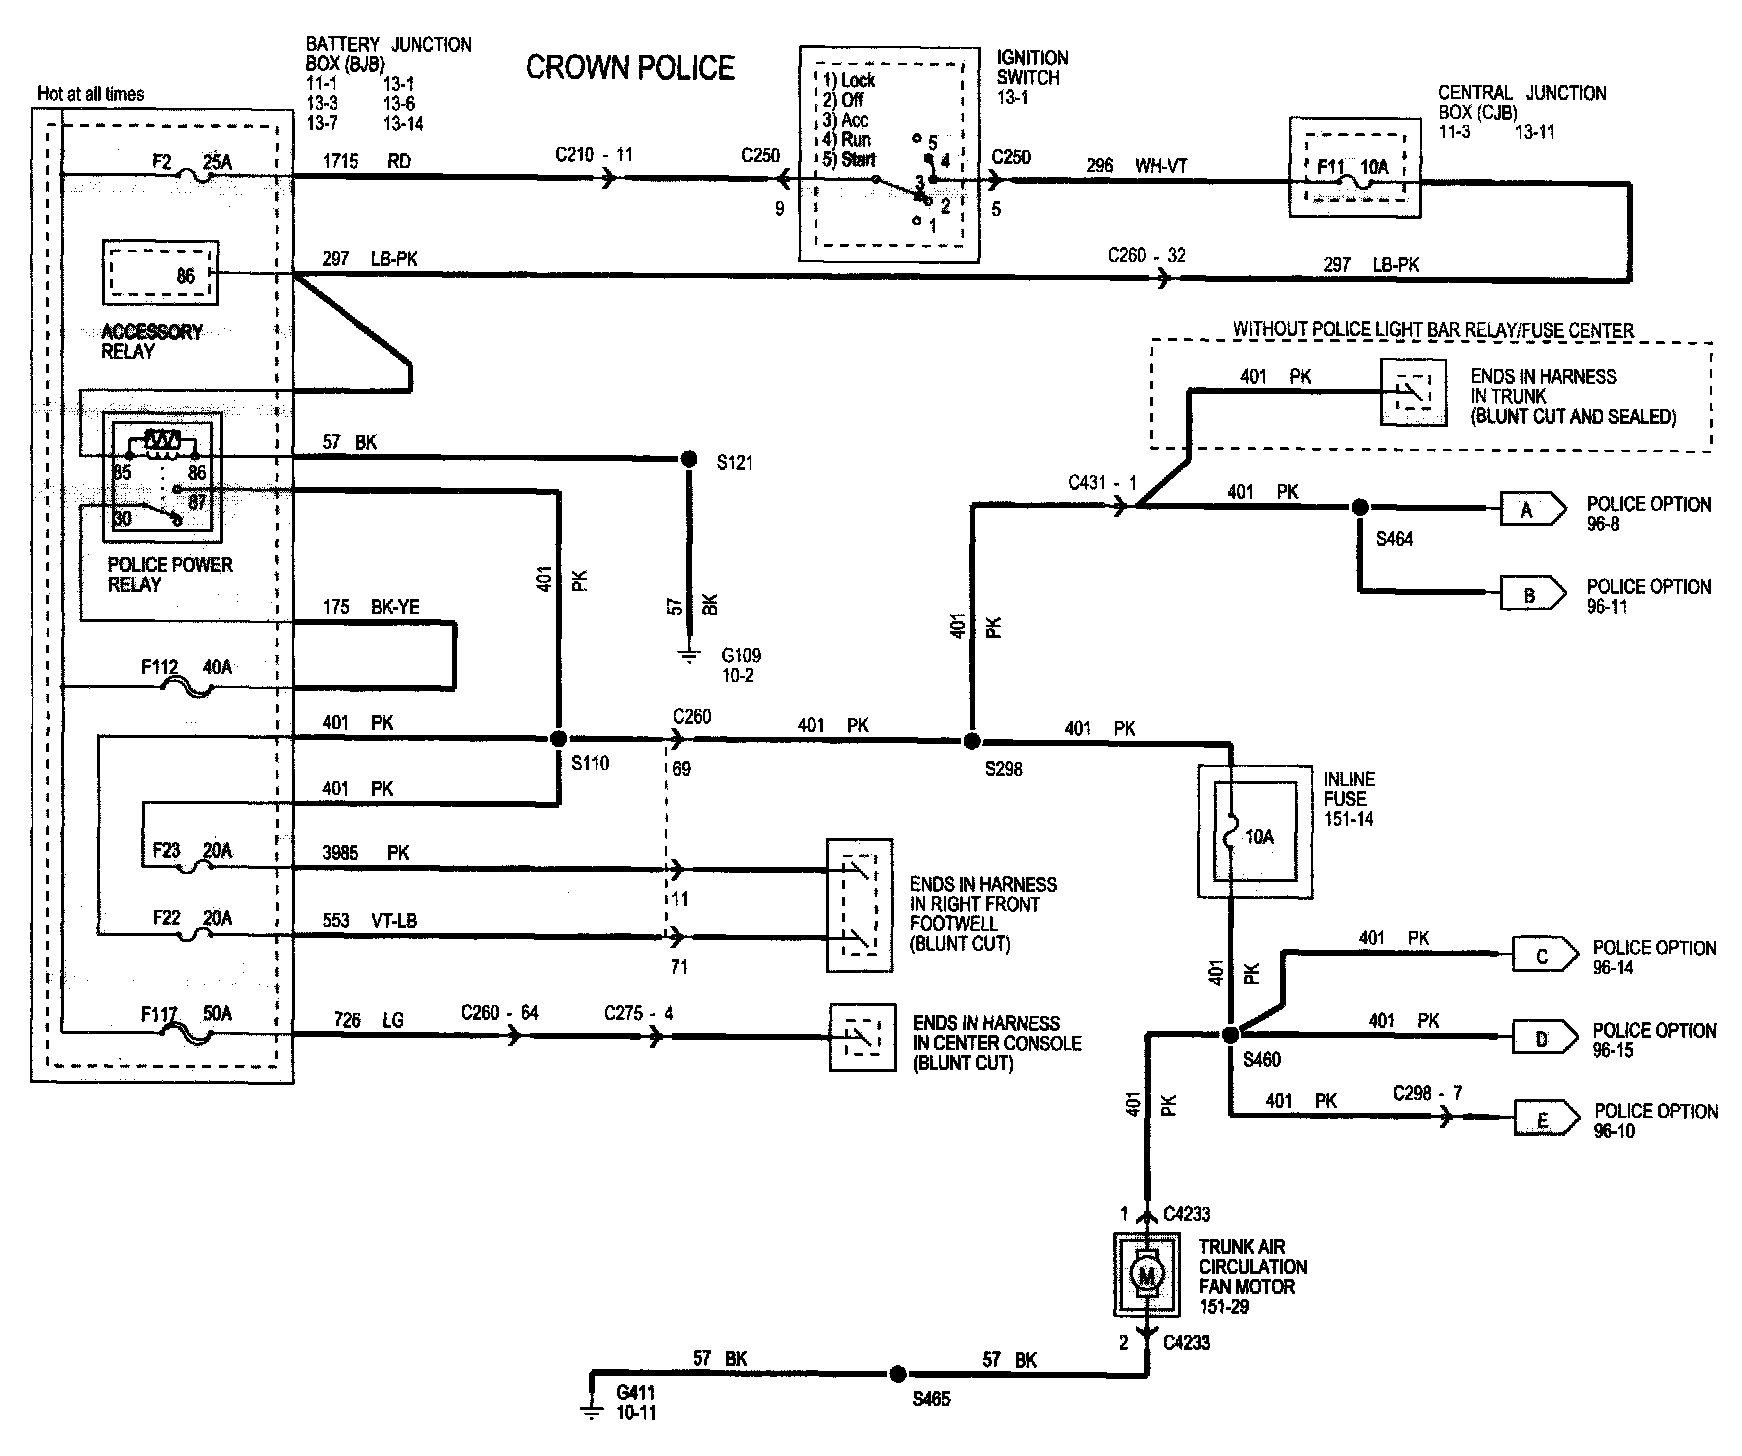 BATTERY JUNCTION
BOX (BJB)
11-1 13-1
13-3 13-6
13-7 13-14
CROWN POLICE
Hot at all times
1) Lock
2) Off
3) Acc
4) Run
5) Start
IGNITION
SWITCH
13-1
CENTRAL JUNCTION
BOX (CJB)
11-3 13-11
F2 25A
1715 RD
C210 - 11
C250
9
5
4
3
2
1
C250
5
296 WH-VT
F11 10A
86
ACCESSORY
RELAY
297 LB-PK
C260 - 32
297 LB-PK
WITHOUT POLICE LIGHT BAR RELAY/FUSE CENTER
401 PK
ENDS IN HARNESS
IN TRUNK
(BLUNT CUT AND SEALED)
85 86
87
30
POLICE POWER
RELAY
57 BK
S121
57 BK
G109
10-2
401 PK
C431 - 1
401 PK
S464
A
POLICE OPTION
96-8
B
POLICE OPTION
96-11
401 PK
175 BK-YE
F112 40A
401 PK
S110
C260
69
401 PK
S298
401 PK
401 PK
INLINE
FUSE
151-14
10A
F23 20A
3985 PK
11
F22 20A
553 VT-LB
71
ENDS IN HARNESS
IN RIGHT FRONT
FOOTWELL
(BLUNT CUT)
F117 50A
726 LG
C260 - 64
C275 - 4
ENDS IN HARNESS
IN CENTER CONSOLE
(BLUNT CUT)
401 PK
401 PK
C
POLICE OPTION
96-14
401 PK
D
POLICE OPTION
96-15
S460
401 PK
C298 - 7
E
POLICE OPTION
96-10
401 PK
1 C4233
M
TRUNK AIR
CIRCULATION
FAN MOTOR
151-29
2 C4233
57 BK
57 BK
S465
G411
10-11